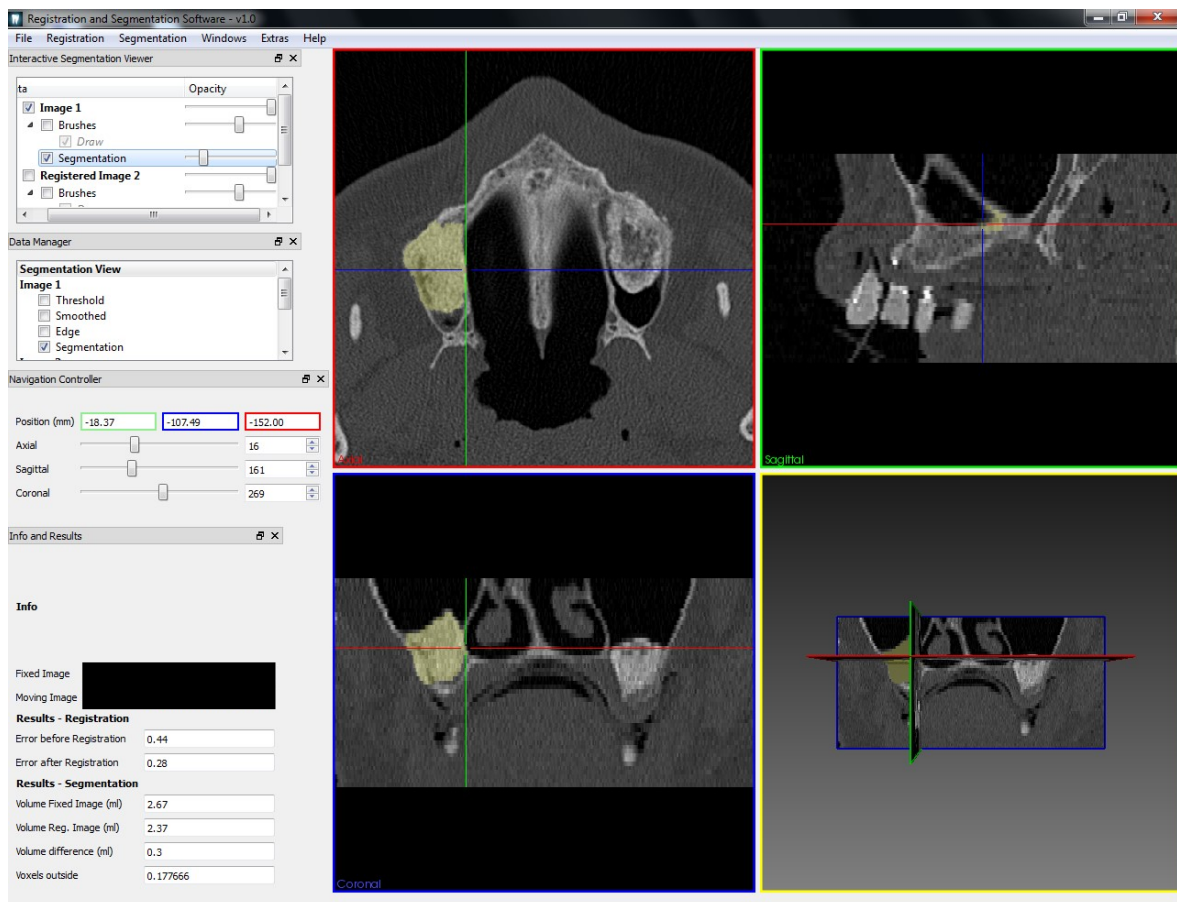 Registration and Segmentation Software - v1.0
File Registration Segmentation Windows Extras Help
Interactive Segmentation Viewer
ta Opacity
Image 1
Brushes
Draw
Segmentation
Registered Image 2
Brushes
Data Manager
Segmentation View
Image 1
Threshold
Smoothed
Edge
Segmentation
Navigation Controller
Position (mm) -18.37 -107.49 -152.00
Axial 16
Sagittal 161
Coronal 269
Info and Results
Info
Fixed Image
Moving Image
Results - Registration
Error before Registration 0.44
Error after Registration 0.28
Results - Segmentation
Volume Fixed Image (ml) 2.67
Volume Reg. Image (ml) 2.37
Volume difference (ml) 0.3
Voxels outside 0.177666
Axial
Sagittal
Coronal